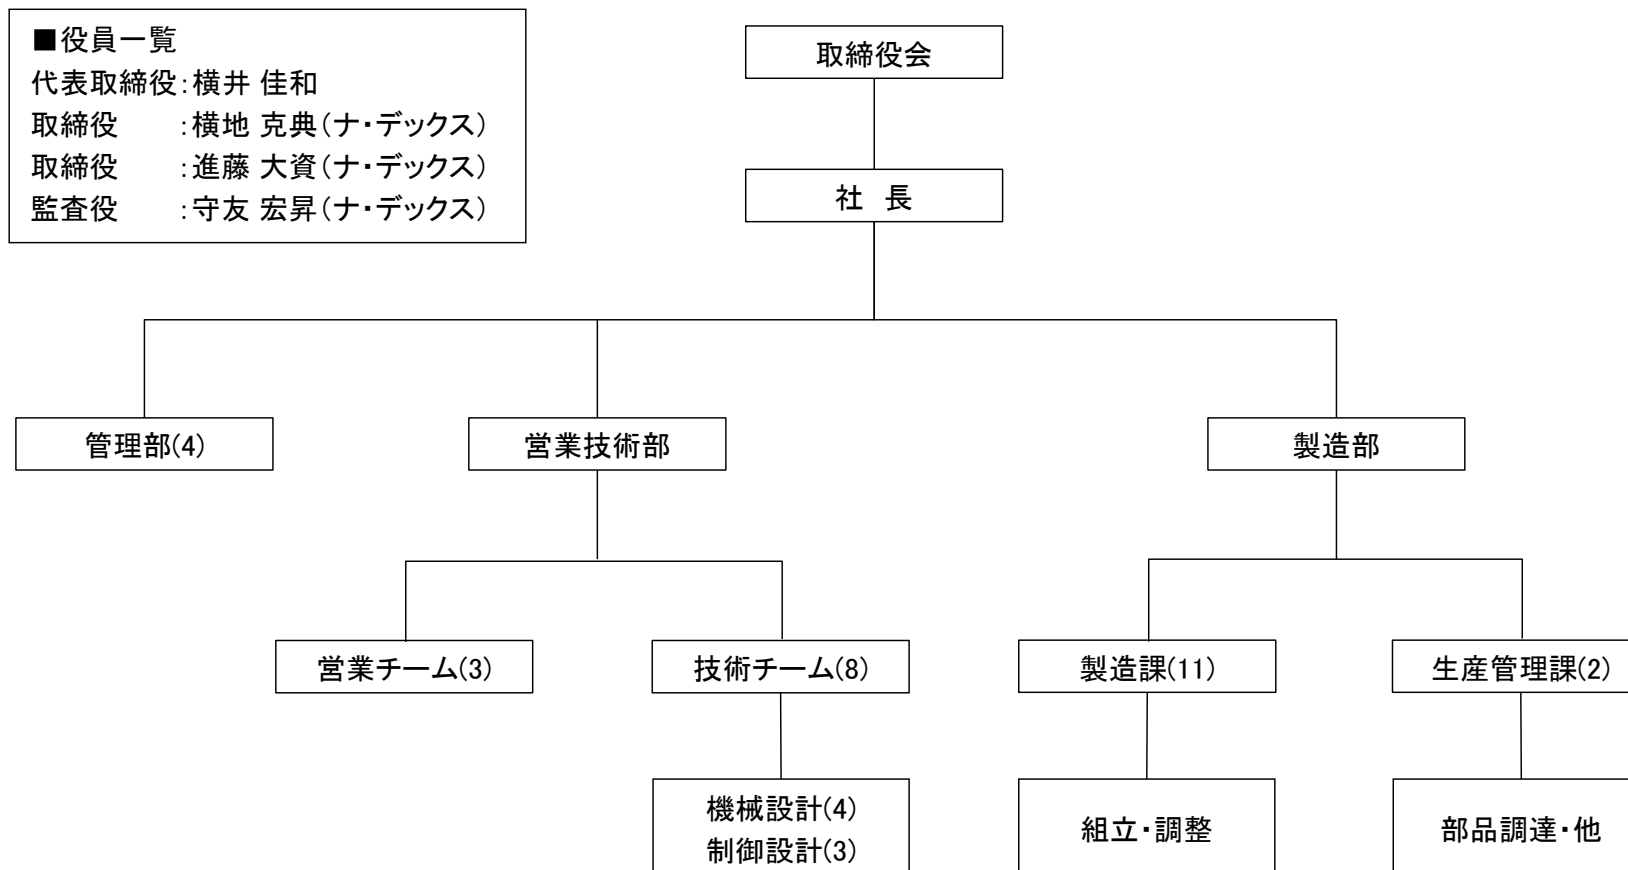 ■役員一覧
代表取締役:横井 佳和
取締役　　:横地 克典(ナ・デックス)
取締役　　:進藤 大資(ナ・デックス)
監査役　　:守友 宏昇(ナ・デックス)
取締役会
社 長
管理部(4)
営業技術部
製造部
営業チーム(3)
技術チーム(8)
製造課(11)
生産管理課(2)
機械設計(4)
制御設計(3)
組立・調整
部品調達・他